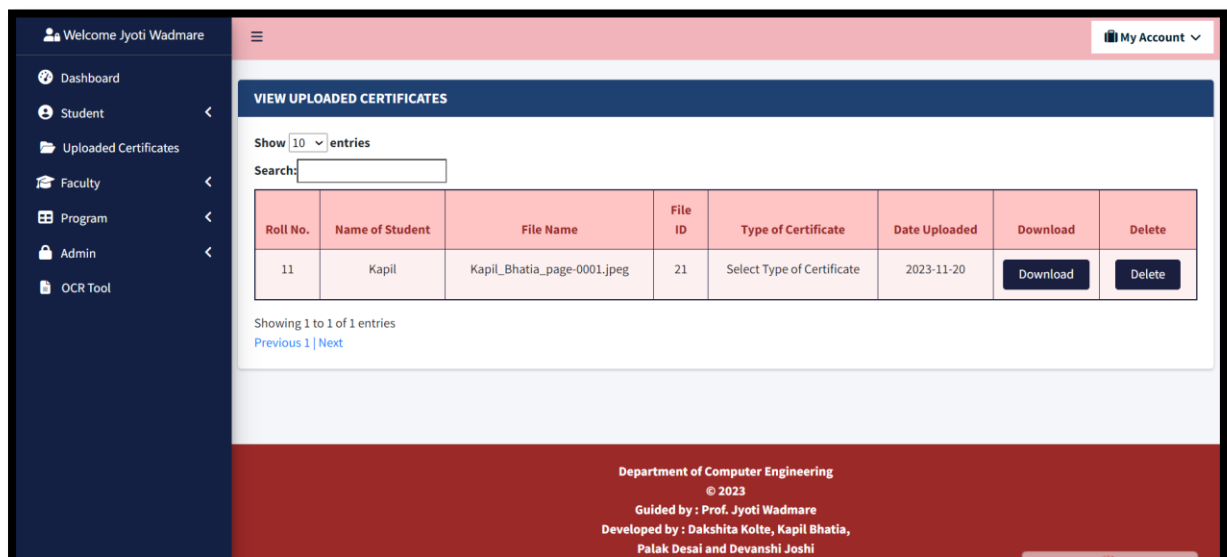 Welcome Jyoti Wadmare
My Account
Dashboard
Student
Uploaded Certificates
Faculty
Program
Admin
OCR Tool
VIEW UPLOADED CERTIFICATES
Show 10 entries
Search:
Roll No. Name of Student File Name File ID Type of Certificate Date Uploaded Download Delete
11 Kapil Kapil_Bhatia_page-0001.jpeg 21 Select Type of Certificate 2023-11-20 Download Delete
Showing 1 to 1 of 1 entries
Previous 1 | Next
Department of Computer Engineering
© 2023
Guided by : Prof. Jyoti Wadmare
Developed by : Dakshita Kolte, Kapil Bhatia,
Palak Desai and Devanshi Joshi